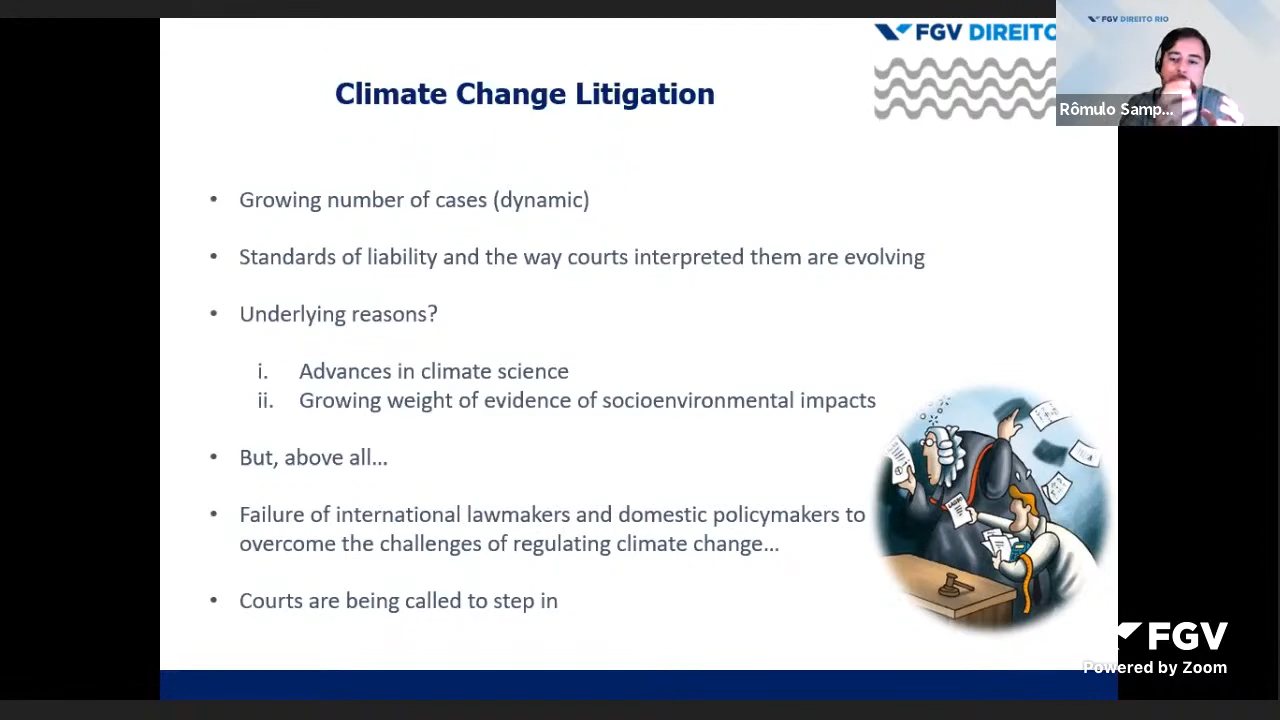 FGV DIREITO
FGV DIREITO RIO
Rômulo Samp...
Climate Change Litigation
• Growing number of cases (dynamic)
• Standards of liability and the way courts interpreted them are evolving
• Underlying reasons?
i. Advances in climate science
ii. Growing weight of evidence of socioenvironmental impacts
• But, above all...
• Failure of international lawmakers and domestic policymakers to
overcome the challenges of regulating climate change...
• Courts are being called to step in
FGV
Powered by Zoom